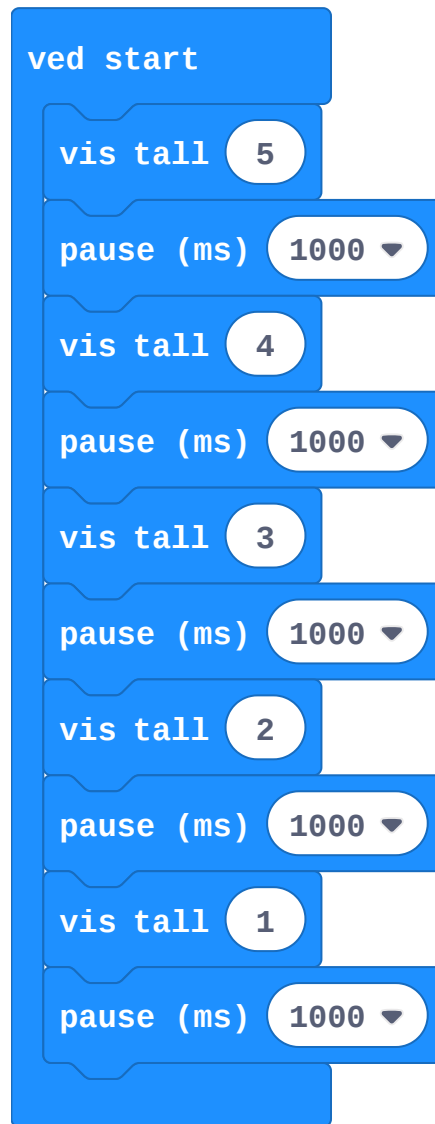 ved start
vis tall 5
pause (ms) 1000
vis tall 4
pause (ms) 1000
vis tall 3
pause (ms) 1000
vis tall 2
pause (ms) 1000
vis tall 1
pause (ms) 1000